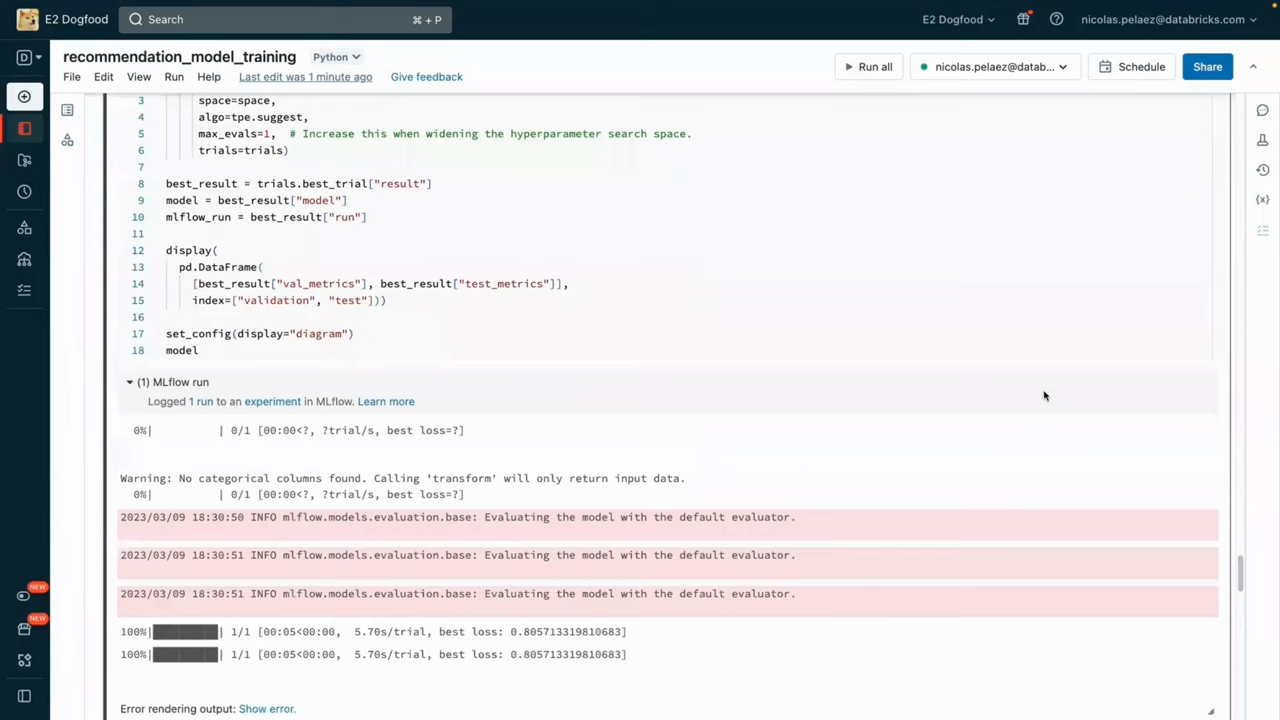 E2 Dogfood
Search
⌘ + P
E2 Dogfood
nicolas.pelaez@databricks.com
recommendation_model_training
Python
Run all
nicolas.pelaez@datab...
Schedule
Share
File Edit View Run Help Last edit was 1 minute ago Give feedback
3 space=space,
4 algo=tpe.suggest,
5 max_evals=1, # Increase this when widening the hyperparameter search space.
6 trials=trials)
7
8 best_result = trials.best_trial["result"]
9 model = best_result["model"]
10 mlflow_run = best_result["run"]
11
12 display(
13 pd.DataFrame(
14 [best_result["val_metrics"], best_result["test_metrics"]],
15 index=["validation", "test"]))
16
17 set_config(display="diagram")
18 model
(1) MLflow run
Logged 1 run to an experiment in MLflow. Learn more
0%| | 0/1 [00:00<?, ?trial/s, best loss=?]
Warning: No categorical columns found. Calling 'transform' will only return input data.
0%| | 0/1 [00:00<?, ?trial/s, best loss=?]
2023/03/09 18:30:50 INFO mlflow.models.evaluation.base: Evaluating the model with the default evaluator.
2023/03/09 18:30:51 INFO mlflow.models.evaluation.base: Evaluating the model with the default evaluator.
2023/03/09 18:30:51 INFO mlflow.models.evaluation.base: Evaluating the model with the default evaluator.
100%|██████████| 1/1 [00:05<00:00, 5.70s/trial, best loss: 0.805713319810683]
100%|██████████| 1/1 [00:05<00:00, 5.70s/trial, best loss: 0.805713319810683]
Error rendering output: Show error.
NEW
NEW